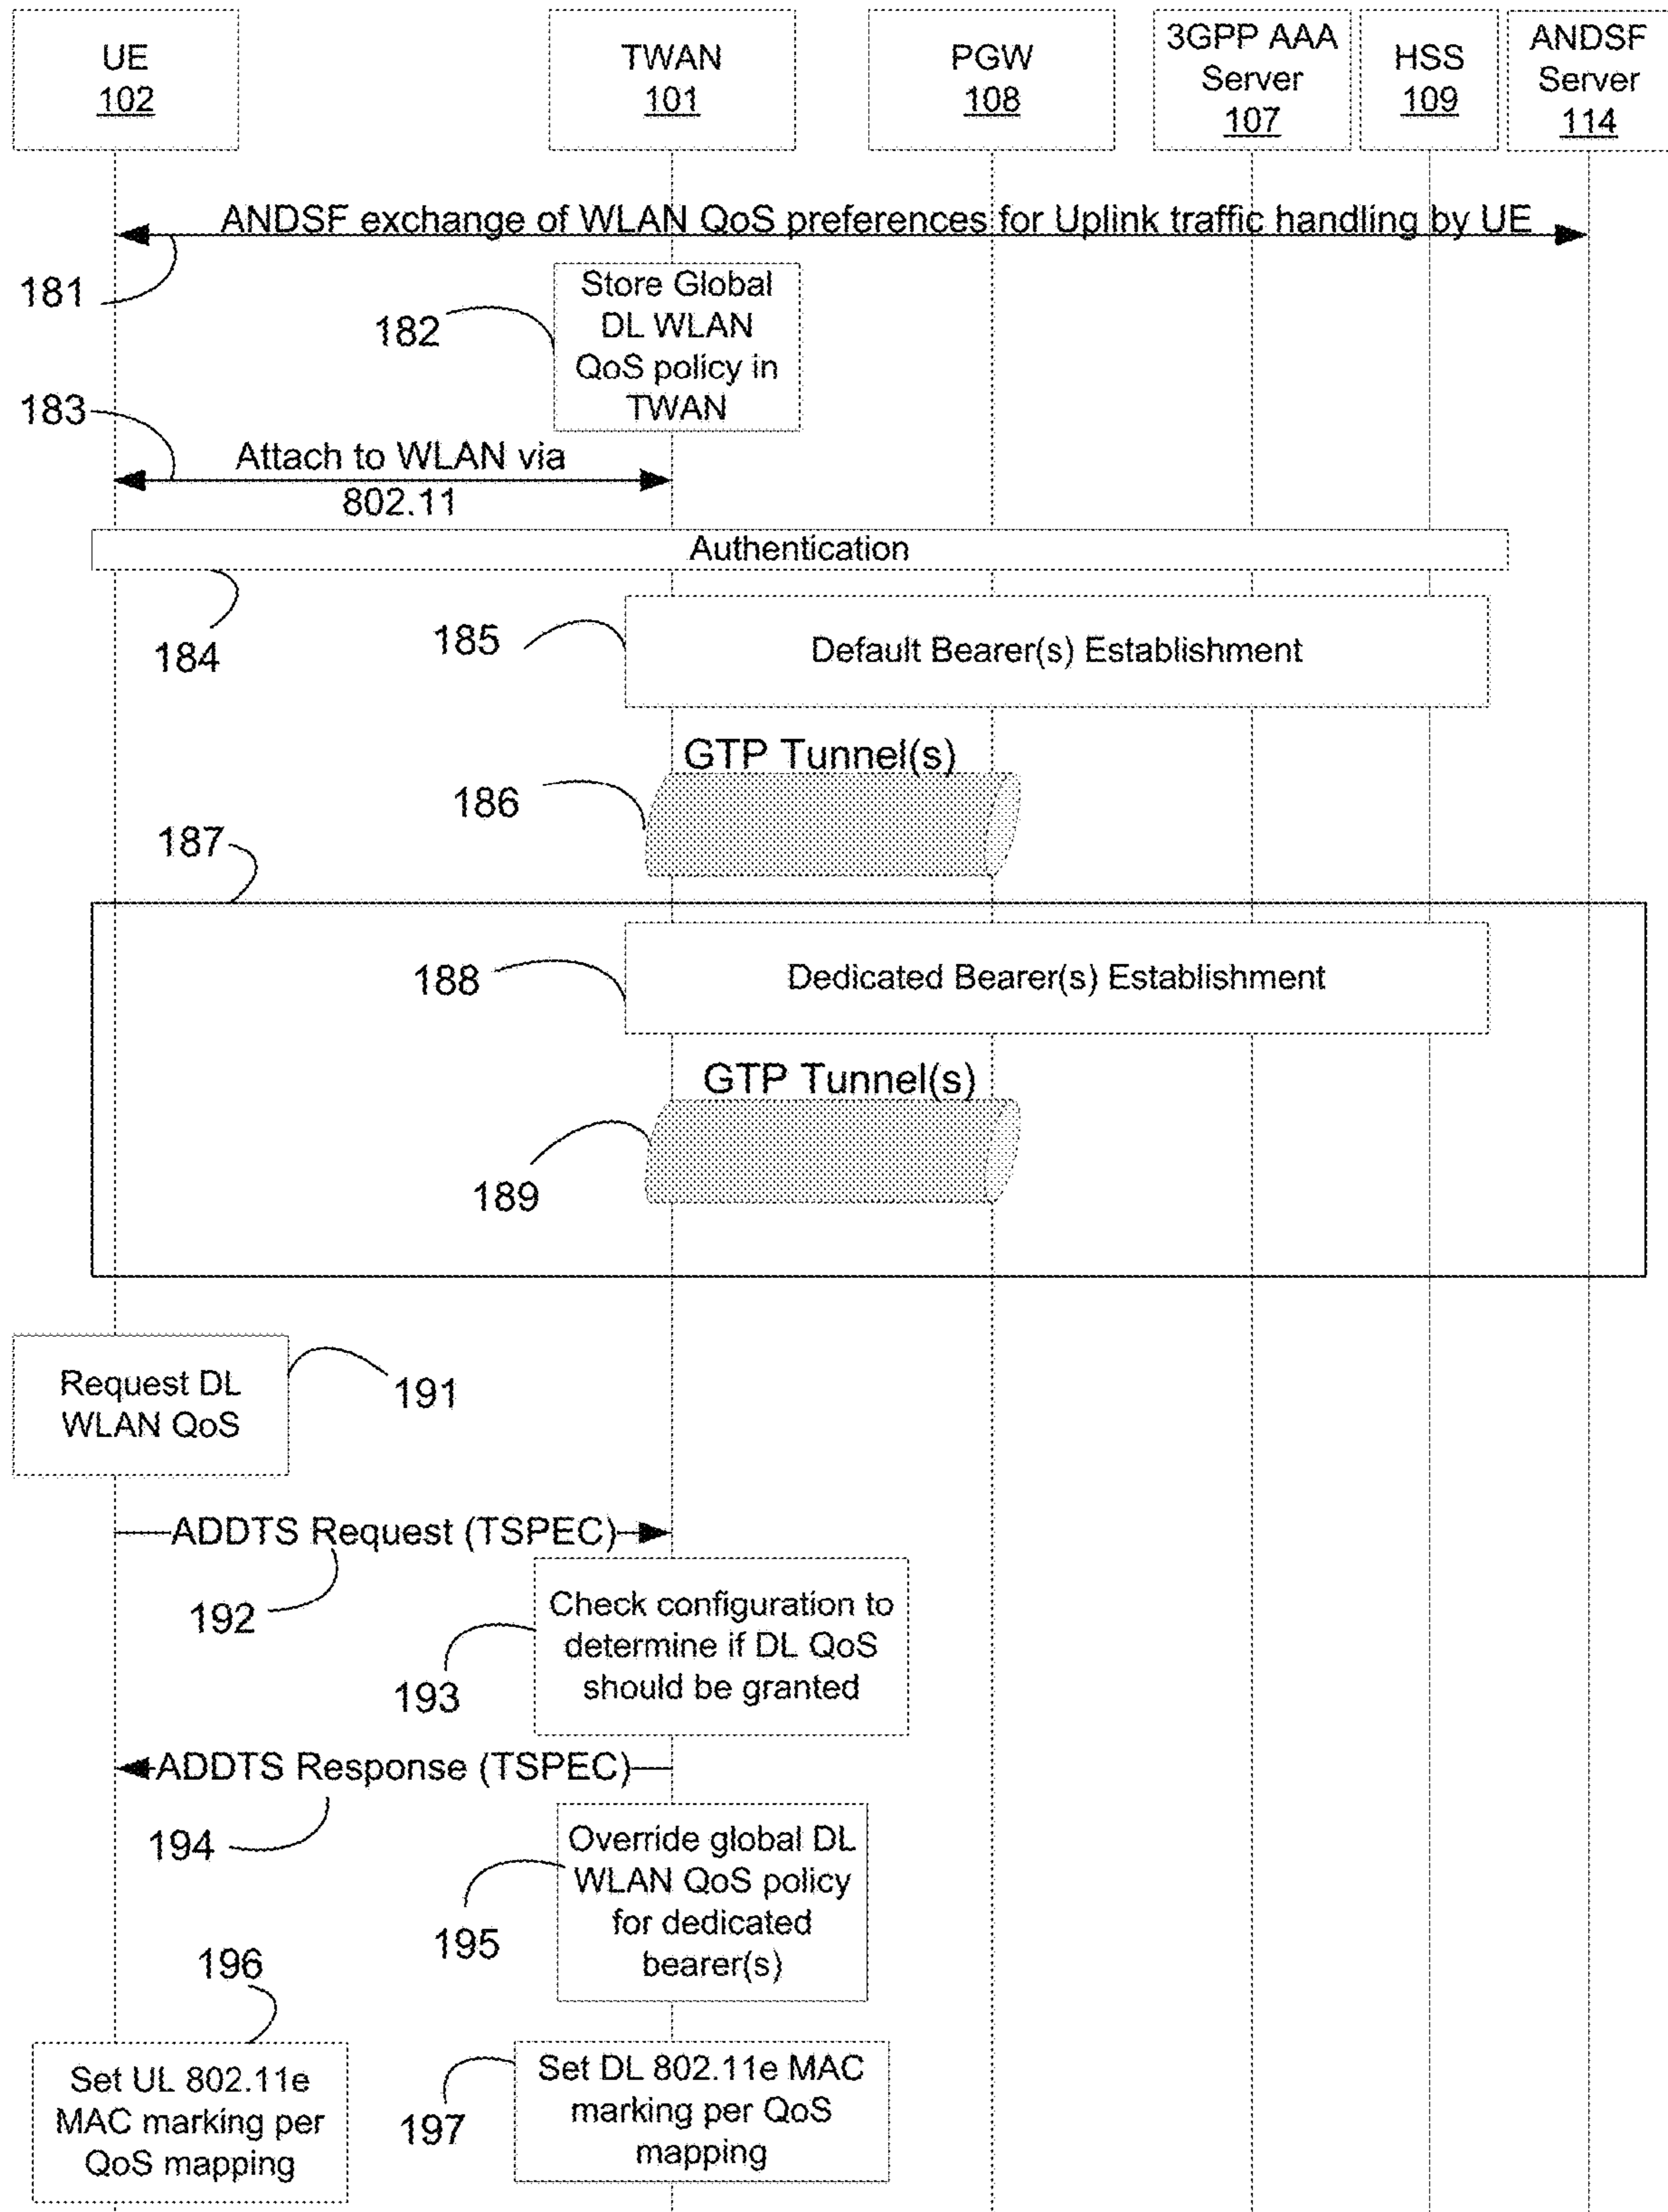 UE
102
TWAN
101
PGW
108
3GPP AAA
Server
107
HSS
109
ANDSF
Server
114
ANDSF exchange of WLAN QoS preferences for Uplink traffic handling by UE
181
Store Global
DL WLAN
QoS policy in
TWAN
182
183
Attach to WLAN via
802.11
Authentication
184
185
Default Bearer(s) Establishment
GTP Tunnel(s)
186
187
188
Dedicated Bearer(s) Establishment
GTP Tunnel(s)
189
Request DL
WLAN QoS
191
ADDTS Request (TSPEC)
192
Check configuration to
determine if DL QoS
should be granted
193
ADDTS Response (TSPEC)
194
Override global DL
WLAN QoS policy
for dedicated
bearer(s)
195
196
Set UL 802.11e
MAC marking per
QoS mapping
197
Set DL 802.11e MAC
marking per QoS
mapping